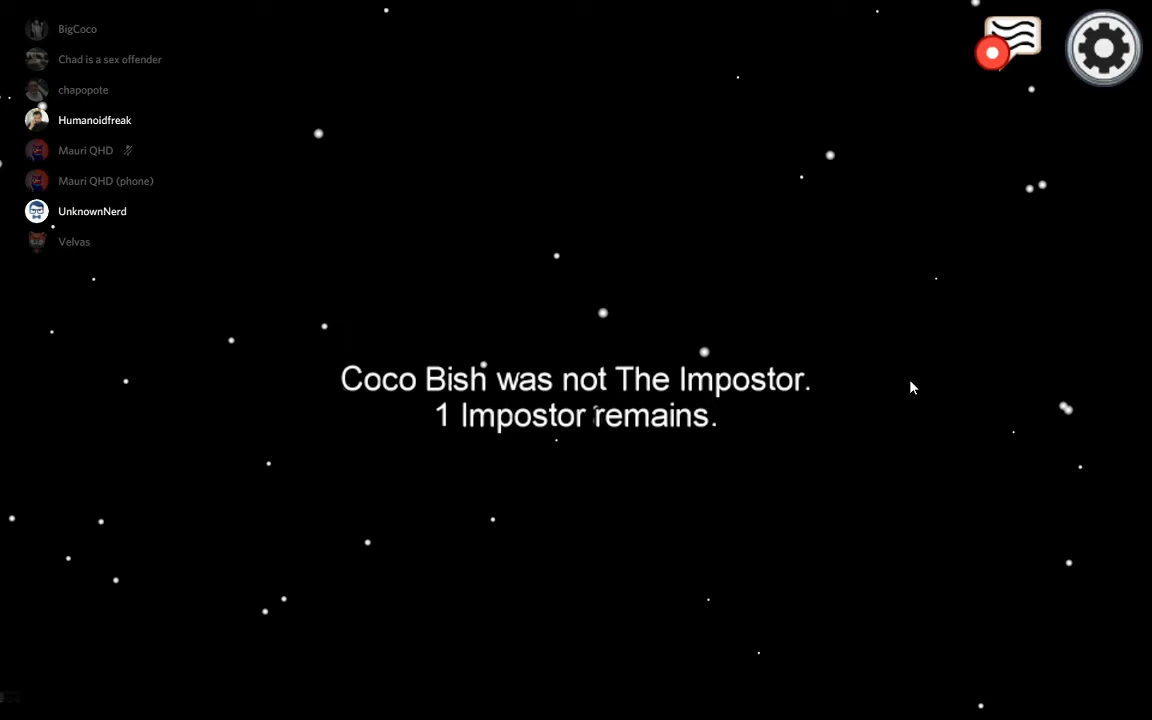 BigCoco
Chad is a sex offender
chapopote
Humanoidfreak
Mauri QHD
Mauri QHD (phone)
UnknownNerd
Velvas
Coco Bish was not The Impostor.
1 Impostor remains.